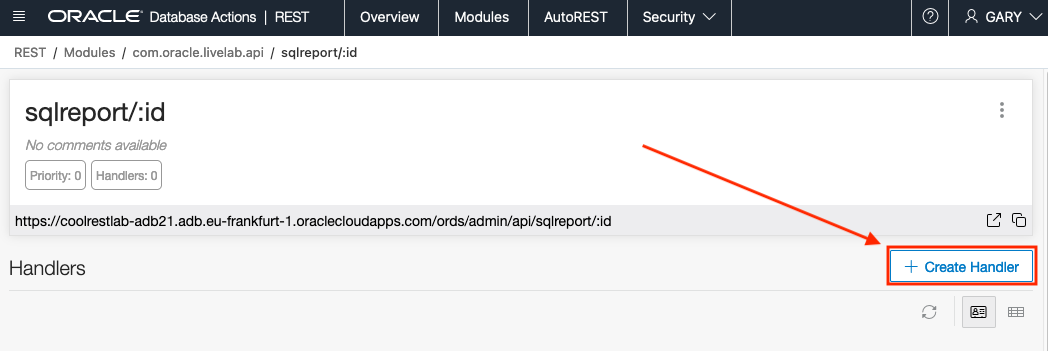 ORACLE Database Actions | REST Overview Modules AutoREST Security GARY
REST / Modules / com.oracle.livelab.api / sqlreport/:id
sqlreport/:id
No comments available
Priority: 0 Handlers: 0
https://coolrestlab-adb21.adb.eu-frankfurt-1.oraclecloudapps.com/ords/admin/api/sqlreport/:id
Handlers + Create Handler